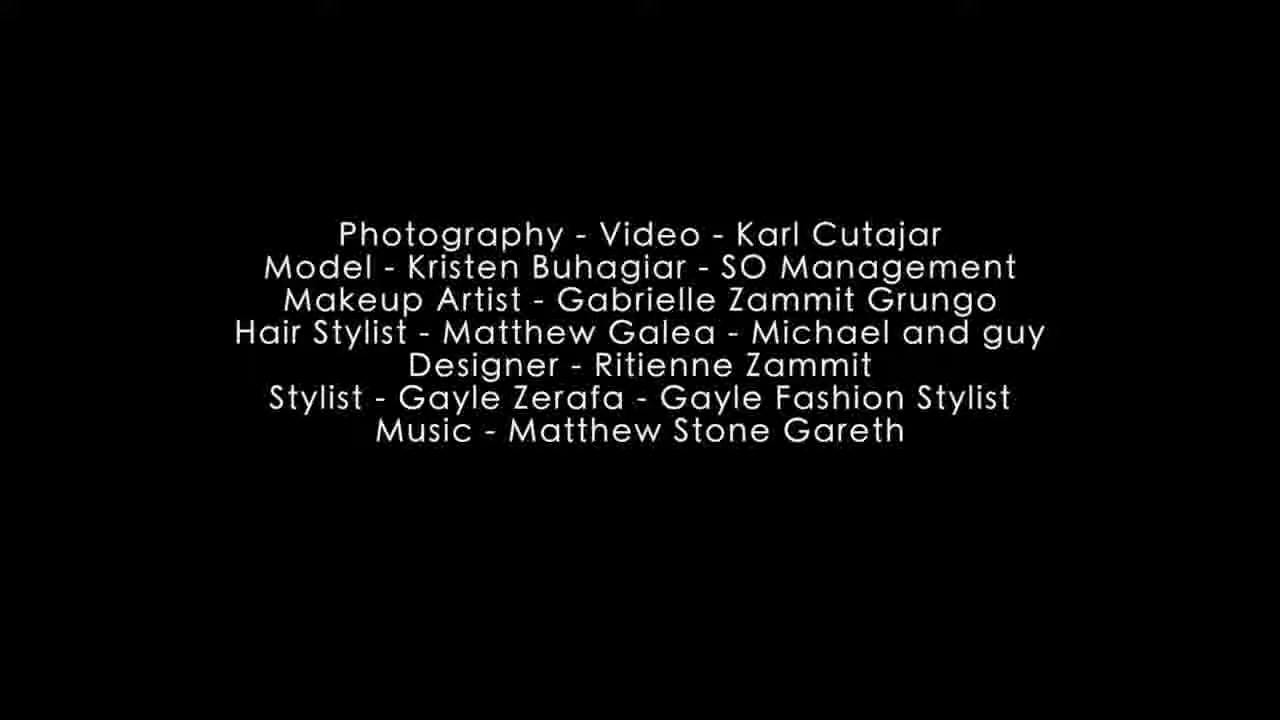 Photography - Video - Karl Cutajar
Model - Kristen Buhagiar - SO Management
Makeup Artist - Gabrielle Zammit Grungo
Hair Stylist - Matthew Galea - Michael and guy
Designer - Ritienne Zammit
Stylist - Gayle Zerafa - Gayle Fashion Stylist
Music - Matthew Stone Gareth